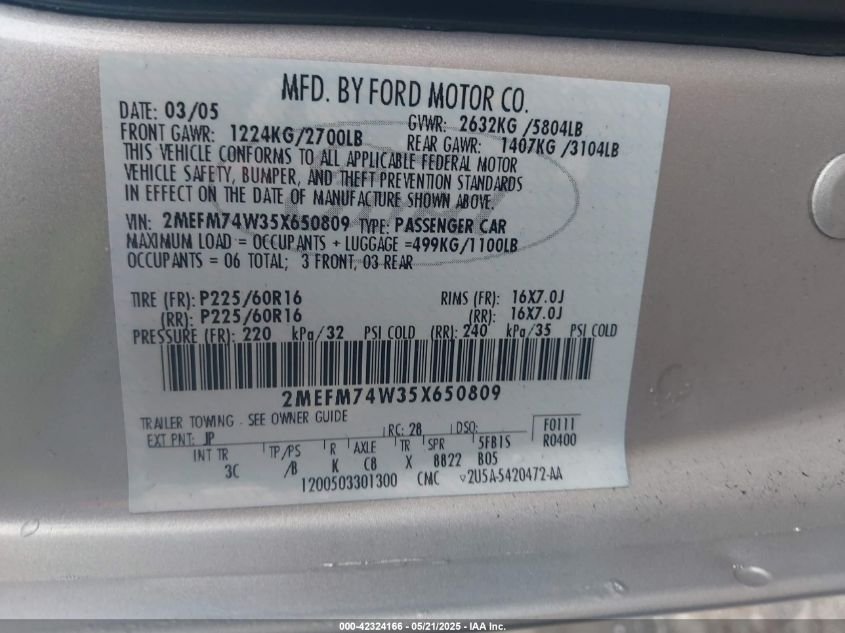 MFD. BY FORD MOTOR CO.
DATE: 03/05 GVWR: 2632KG /5804LB
FRONT GAWR: 1224KG/2700LB REAR GAWR: 1407KG /3104LB
THIS VEHICLE CONFORMS TO ALL APPLICABLE FEDERAL MOTOR
VEHICLE SAFETY, BUMPER, AND THEFT PREVENTION STANDARDS
IN EFFECT ON THE DATE OF MANUFACTURE SHOWN ABOVE.
VIN: 2MEFM74W35X650809 TYPE: PASSENGER CAR
MAXIMUM LOAD = OCCUPANTS + LUGGAGE =499KG/1100LB
OCCUPANTS = 06 TOTAL; 3 FRONT, 03 REAR
TIRE (FR): P225/60R16 RIMS (FR): 16X7.0J
(RR): P225/60R16 (RR): 16X7.0J
PRESSURE (FR): 220 kPa/32 PSI COLD (RR): 240 kPa/35 PSI COLD
2MEFM74W35X650809
TRAILER TOWING - SEE OWNER GUIDE
EXT PNT: JP RC: 28 DSO: F0111
INT TR TP/PS R AXLE TR SPR 5FB1S R0400
3C /B K C8 X 8822 B05
1200503301300 CMC ▽2U5A-5420472-AA
000-42324166 - 05/21/2025 - IAA Inc.